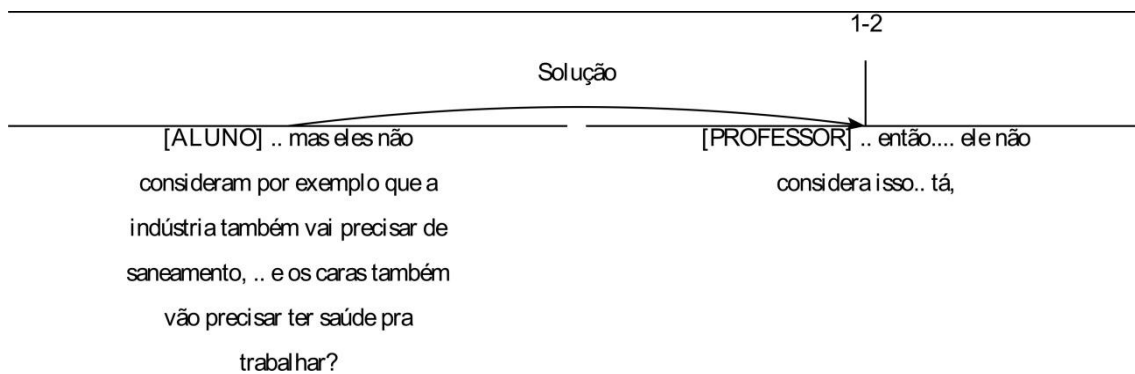 1-2
Solução
[ALUNO] .. mas eles não
consideram por exemplo que a
indústria também vai precisar de
saneamento, .. e os caras também
vão precisar ter saúde pra
trabalhar?
[PROFESSOR] .. então.... ele não
considera isso.. tá,